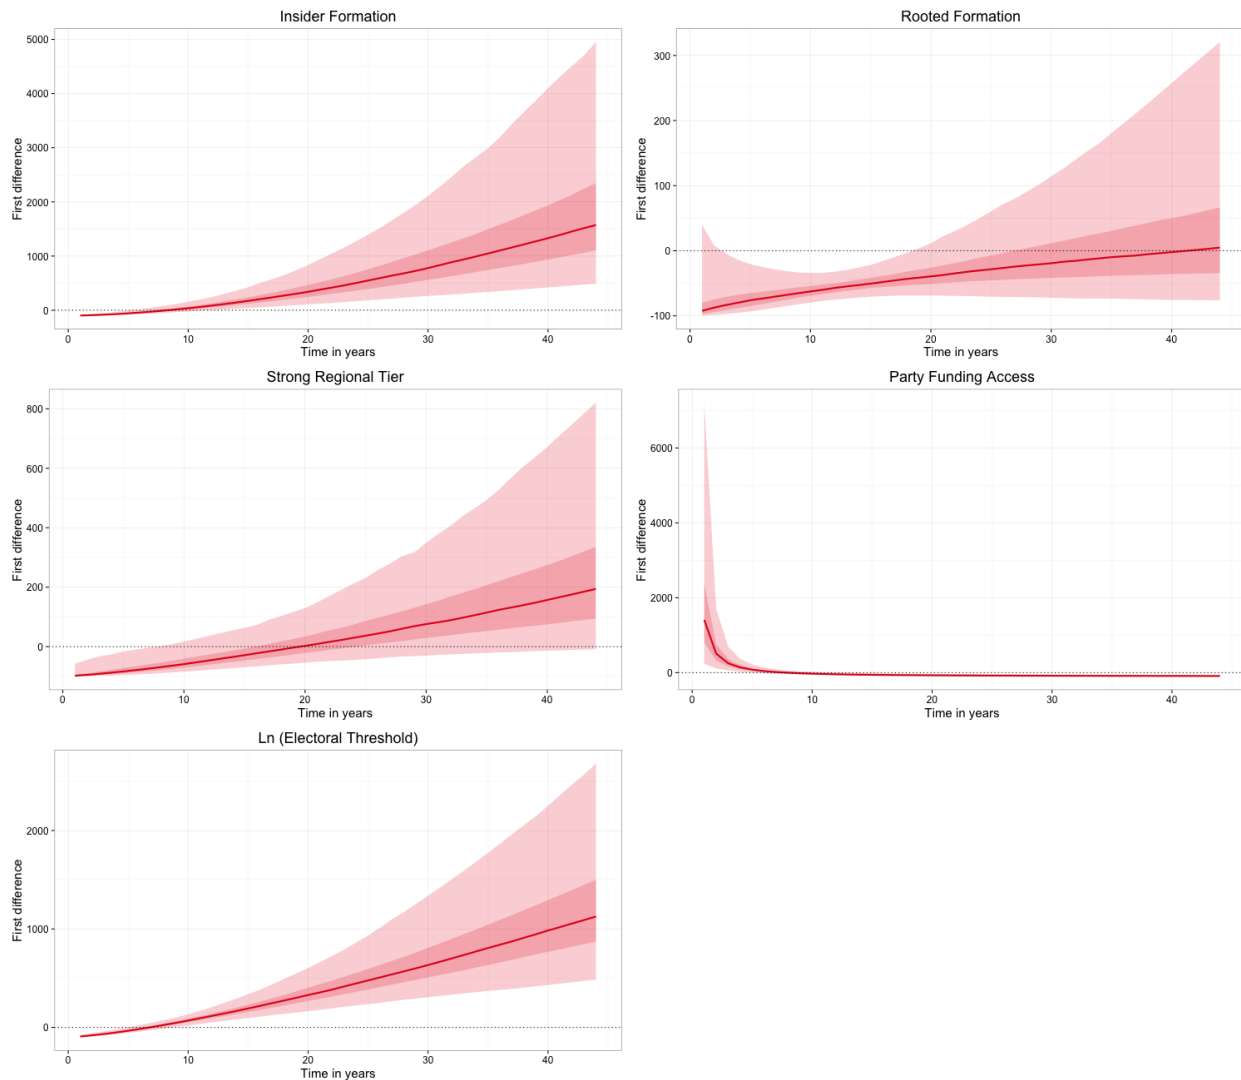 Insider Formation
First difference
5000
4000
3000
2000
1000
0
0 10 20 30 40
Time in years
Rooted Formation
First difference
300
200
100
0
-100
0 10 20 30 40
Time in years
Strong Regional Tier
First difference
800
600
400
200
0
0 10 20 30 40
Time in years
Party Funding Access
First difference
6000
4000
2000
0
0 10 20 30 40
Time in years
Ln (Electoral Threshold)
First difference
2000
1000
0
0 10 20 30 40
Time in years